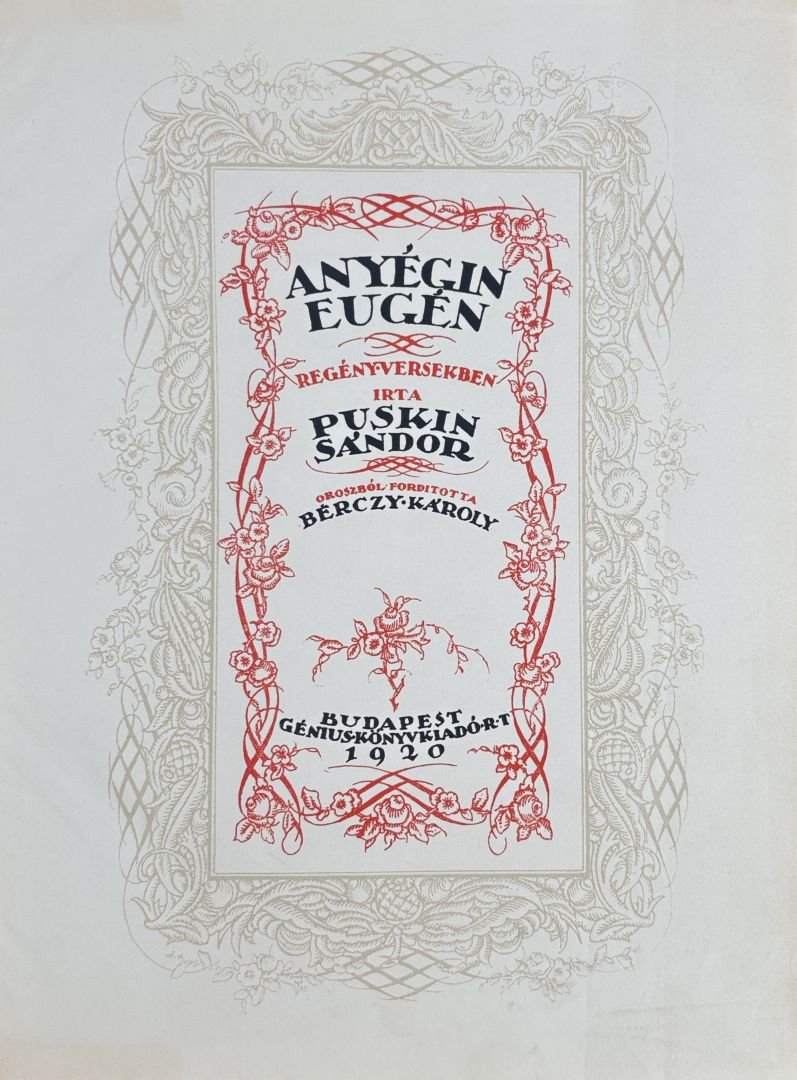 ANYÉGIN
EUGÉN
REGÉNY·VERSEKBEN
IRTA
PUSKIN
SÁNDOR
OROSZBÓL·FORDITOTTA
BÉRCZY·KÁROLY
BUDAPEST
GÉNIUS·KÖNYVKIADÓ·R·T
1920